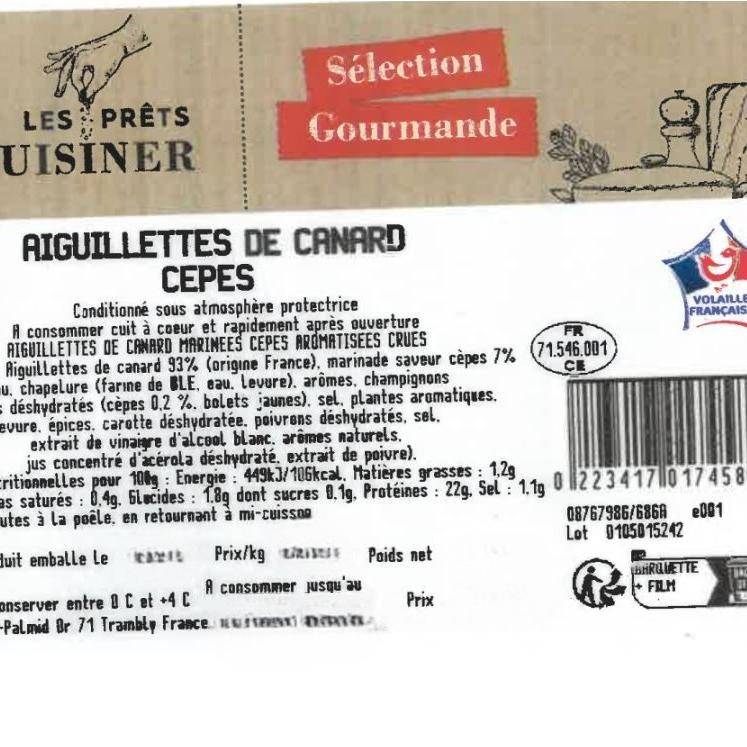 LES PRÊTS
UISINER
Sélection
Gourmande
AIGUILLETTES DE CANARD
CEPES
Conditionné sous atmosphère protectrice
A consommer cuit à coeur et rapidement après ouverture
AIGUILLETTES DE CANARD MARINEES CEPES AROMATISEES CRUES
Aiguillettes de canard 93% (origine France), marinade saveur cèpes 7%
u, chapelure (farine de BLE, eau, levure), arômes, champignons
s déshydratés (cèpes 0,2 %, bolets jaunes), sel, plantes aromatiques,
evure, épices, carotte déshydratée, poivrons déshydratés, sel,
extrait de vinaigre d'alcool blanc, arômes naturels,
jus concentré d'acérola déshydraté, extrait de poivre).
ritionnelles pour 100g : Energie : 449kJ/106kcal, Matières grasses : 1,2g
as saturés : 0,4g, Glucides : 1.8g dont sucres 0.1g, Protéines : 22g, Sel : 1.1g
utes à la poêle, en retournant à mi-cuisson
duit emballe le Prix/kg Poids net
A consommer jusqu'au
onserver entre 0 C et +4 C Prix
-Palmid Or 71 Trambly France
VOLAILLE
FRANÇAIS
FR
71.546.001
CE
0 223417 017458
08767986/686A e001
Lot 0105015242
BARQUETTE
+ FILM